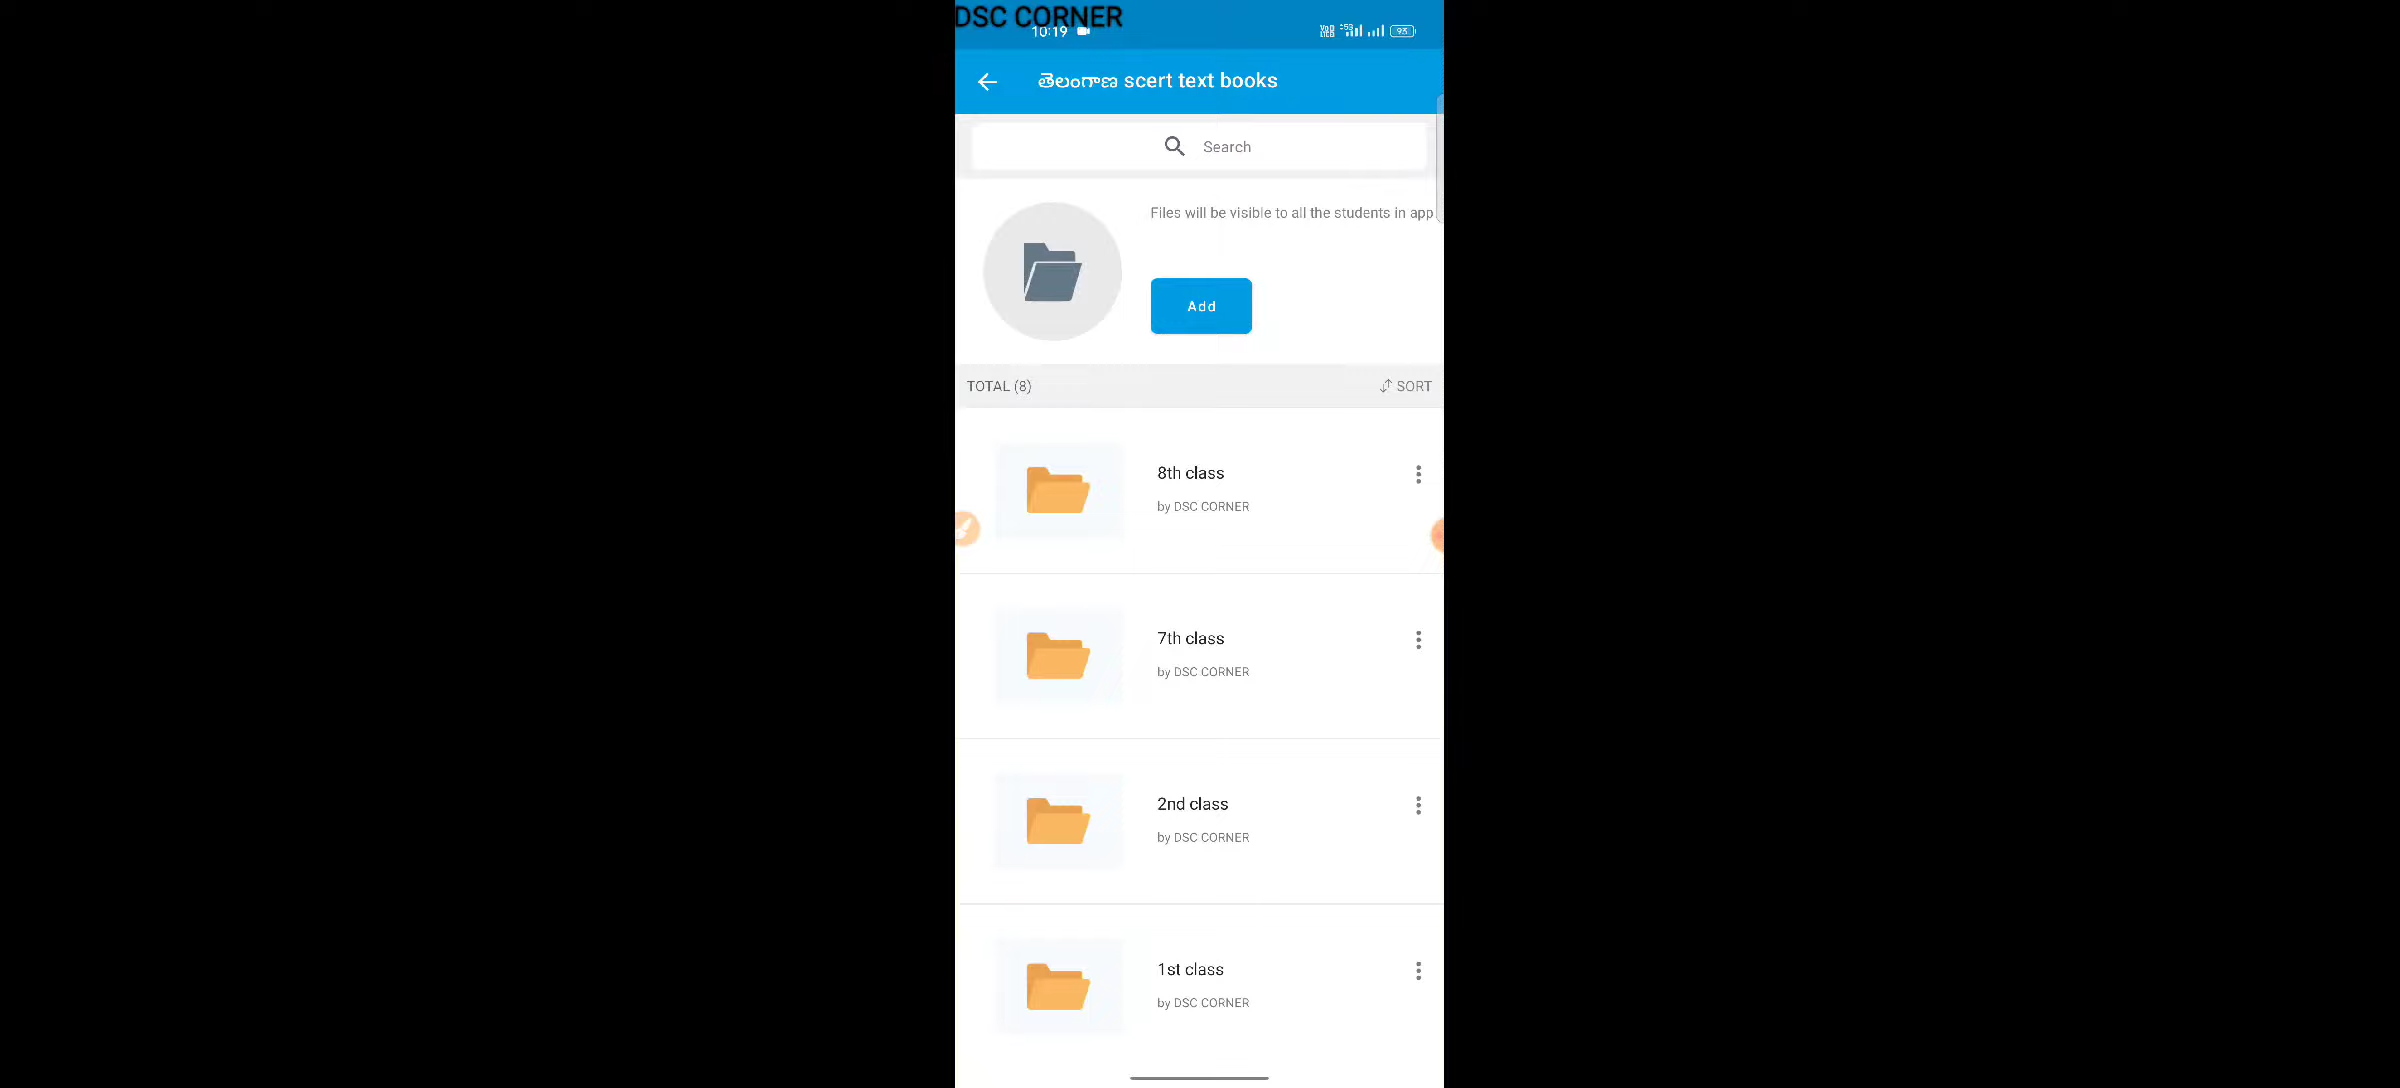 DSC CORNER
10:19
93
తెలంగాణ scert text books
Search
Files will be visible to all the students in app
Add
TOTAL (8)
SORT
8th class
by DSC CORNER
7th class
by DSC CORNER
2nd class
by DSC CORNER
1st class
by DSC CORNER